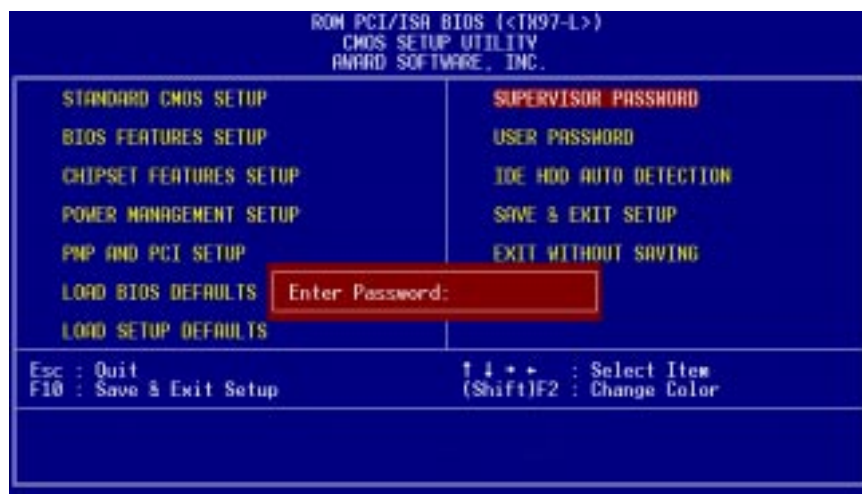 ROM PCI/ISA BIOS (<TX97-L>)
CMOS SETUP UTILITY
AWARD SOFTWARE, INC.
STANDARD CMOS SETUP
BIOS FEATURES SETUP
CHIPSET FEATURES SETUP
POWER MANAGEMENT SETUP
PNP AND PCI SETUP
LOAD BIOS DEFAULTS
LOAD SETUP DEFAULTS
SUPERVISOR PASSWORD
USER PASSWORD
IDE HDD AUTO DETECTION
SAVE & EXIT SETUP
EXIT WITHOUT SAVING
Enter Password:
Esc : Quit
F10 : Save & Exit Setup
↑ ↓ → ← : Select Item
(Shift)F2 : Change Color